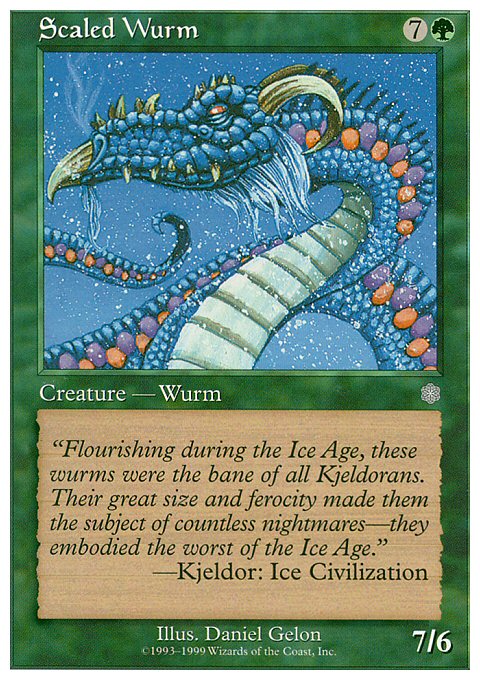 Scaled Wurm 7
Creature — Wurm
“Flourishing during the Ice Age, these
wurms were the bane of all Kjeldorans.
Their great size and ferocity made them
the subject of countless nightmares—they
embodied the worst of the Ice Age.”
—Kjeldor: Ice Civilization
Illus. Daniel Gelon
7/6
©1993–1999 Wizards of the Coast, Inc.